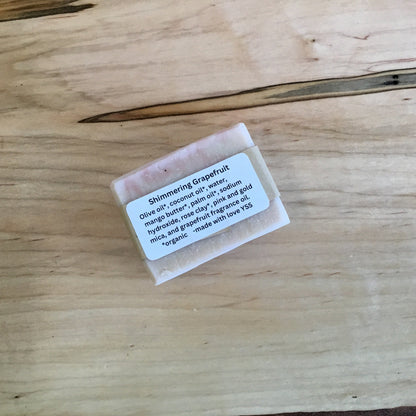 Shimmering Grapefruit
Olive oil*, coconut oil*, water,
mango butter*, palm oil*, sodium
hydroxide, rose clay*, pink and gold
mica, and grapefruit fragrance oil.
*organic -made with love YSS